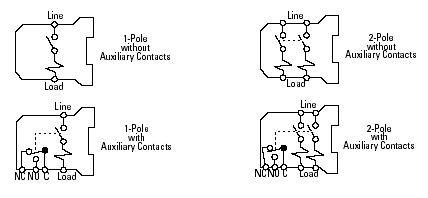 Line
1-Pole
without
Auxiliary Contacts
Load
Line
2-Pole
without
Auxiliary Contacts
Load
Line
1-Pole
with
Auxiliary Contacts
NC NO C Load
Line
2-Pole
with
Auxiliary Contacts
NC NO C Load